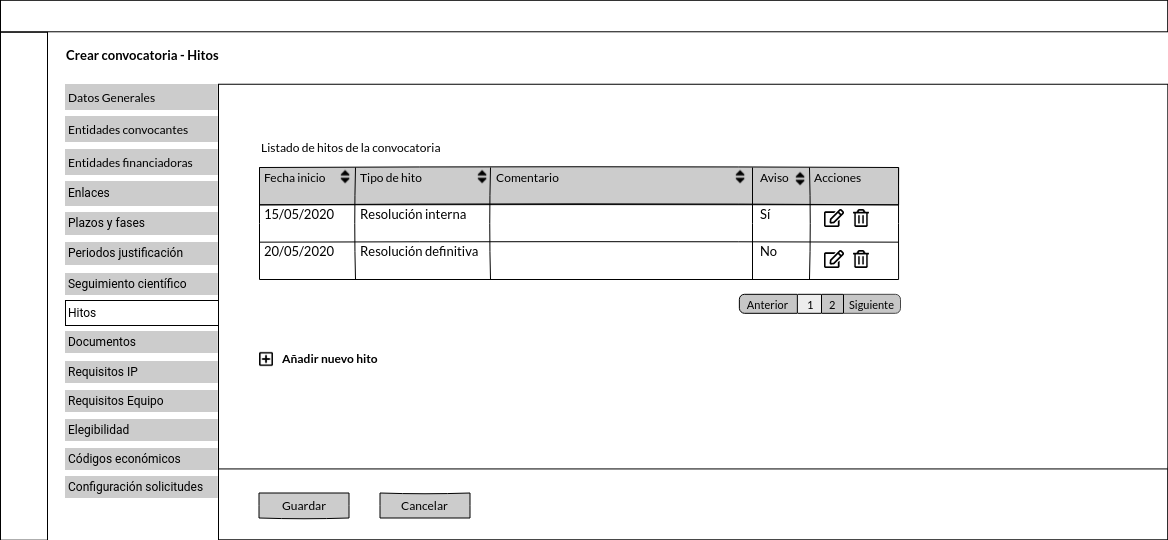 Crear convocatoria - Hitos
Datos Generales
Entidades convocantes
Entidades financiadoras
Enlaces
Plazos y fases
Periodos justificación
Seguimiento científico
Hitos
Documentos
Requisitos IP
Requisitos Equipo
Elegibilidad
Códigos económicos
Configuración solicitudes
Listado de hitos de la convocatoria
Fecha inicio Tipo de hito Comentario Aviso Acciones
15/05/2020 Resolución interna Sí
20/05/2020 Resolución definitiva No
Anterior 1 2 Siguiente
Añadir nuevo hito
Guardar Cancelar